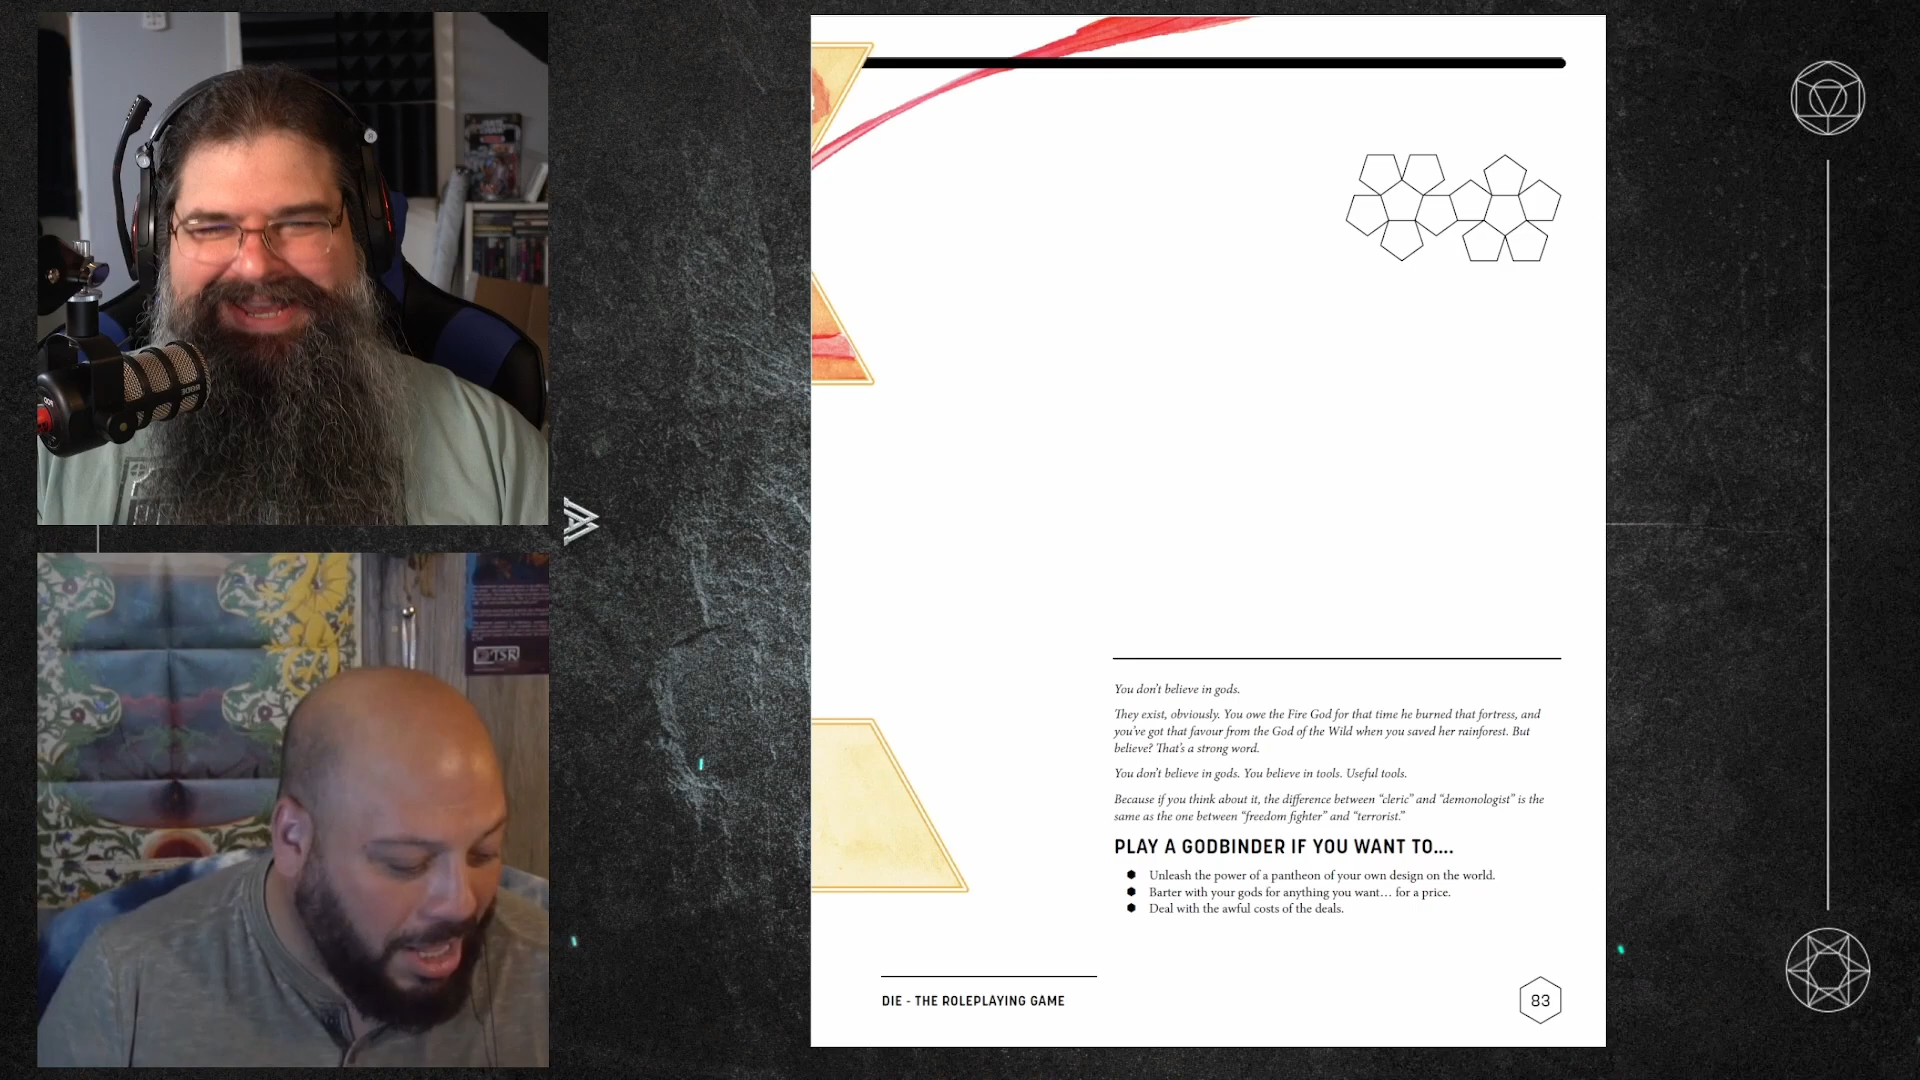 RODE
TSR
You don't believe in gods.
They exist, obviously. You owe the Fire God for that time he burned that fortress, and
you've got that favour from the God of the Wild when you saved her rainforest. But
believe? That's a strong word.
You don't believe in gods. You believe in tools. Useful tools.
Because if you think about it, the difference between “cleric” and “demonologist” is the
same as the one between “freedom fighter” and “terrorist.”
PLAY A GODBINDER IF YOU WANT TO....
Unleash the power of a pantheon of your own design on the world.
Barter with your gods for anything you want… for a price.
Deal with the awful costs of the deals.
DIE - THE ROLEPLAYING GAME
83